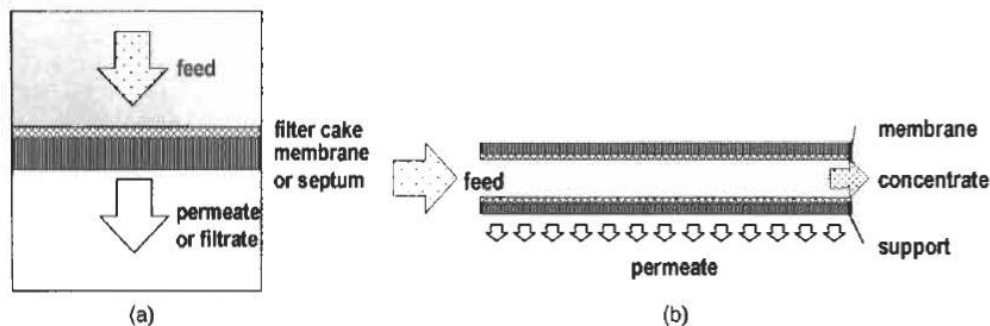 feed
filter cake
membrane
or septum
permeate
or filtrate
(a)
feed
membrane
concentrate
support
permeate
(b)